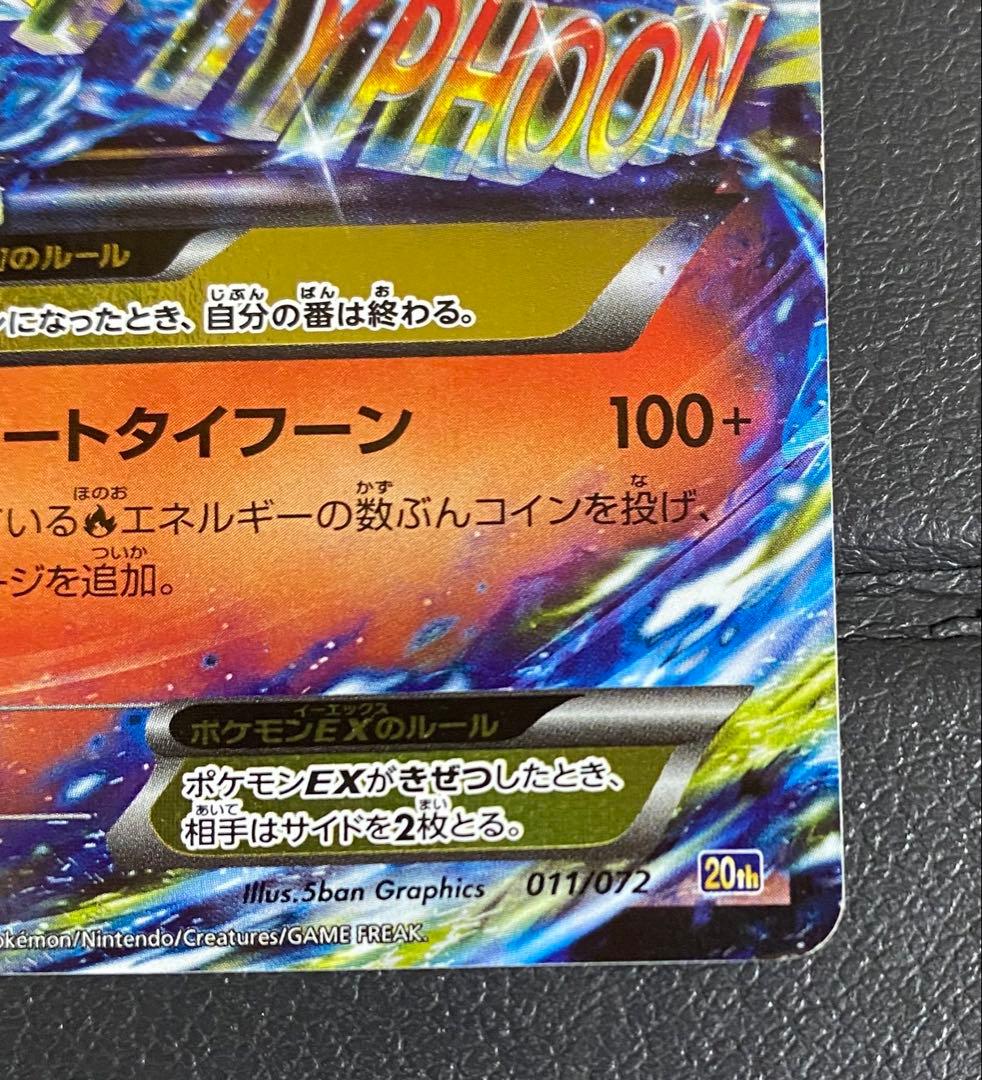 TYPHOON
のルール
になったとき、自分の番は終わる。
ートタイフーン 100+
ているエネルギーの数ぶんコインを投げ、
ージを追加。
ポケモンEXのルール
ポケモンEXがきぜつしたとき、
相手はサイドを2枚とる。
Illus. 5ban Graphics 011/072 20th
okémon/Nintendo/Creatures/GAME FREAK.